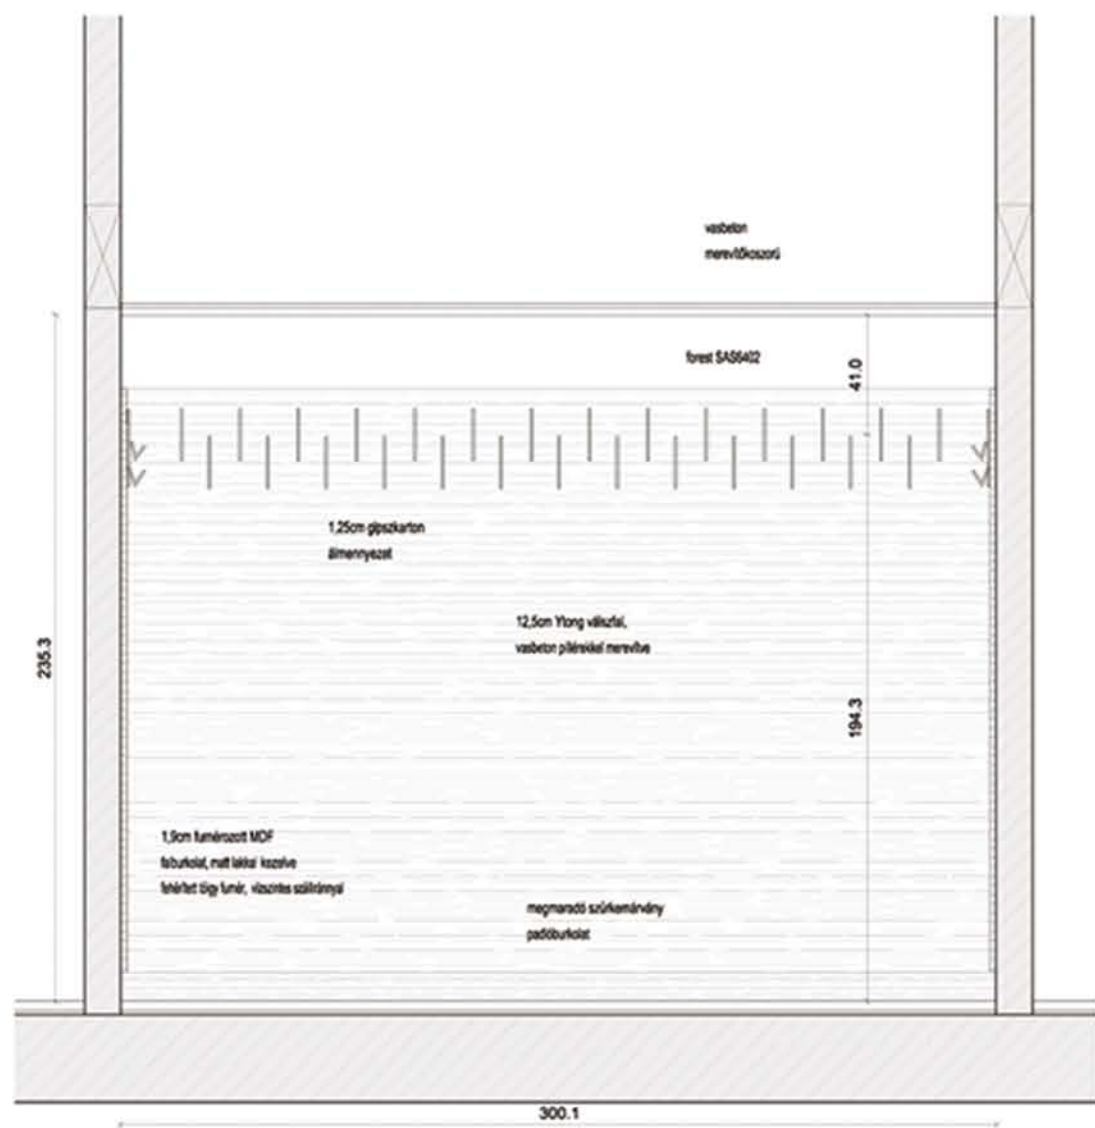 vasbeton
merevítőkoszorú
forest SAS6402
41.0
1,25cm gipszkarton
álmennyezet
12,5cm Ytong válaszfal,
vasbeton pillérekkel merevítve
235.3
194.3
1,9cm furnérozott MDF
faburkolat, matt lakkal kezelve
fehérített tölgy furnér, vízszintes száliránnyal
megmaradó szürkemárvány
padlóburkolat
300.1